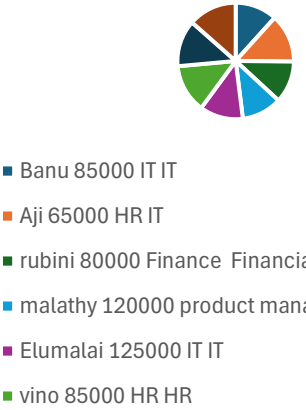 Banu 85000 IT IT
Aji 65000 HR IT
rubini 80000 Finance Financia
malathy 120000 product mana
Elumalai 125000 IT IT
vino 85000 HR HR